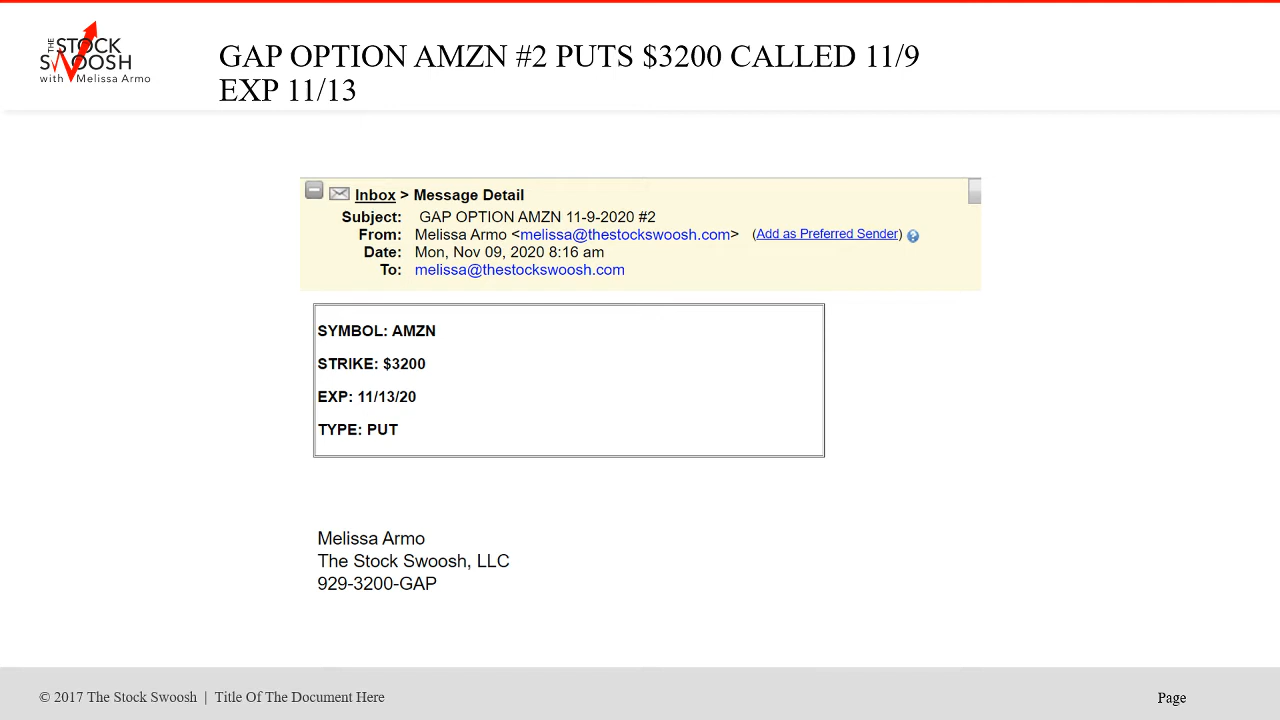 THE STOCK
SWOOSH
with Melissa Armo
GAP OPTION AMZN #2 PUTS $3200 CALLED 11/9
EXP 11/13
Inbox > Message Detail
Subject: GAP OPTION AMZN 11-9-2020 #2
From: Melissa Armo <melissa@thestockswoosh.com> (Add as Preferred Sender) ?
Date: Mon, Nov 09, 2020 8:16 am
To: melissa@thestockswoosh.com
SYMBOL: AMZN
STRIKE: $3200
EXP: 11/13/20
TYPE: PUT
Melissa Armo
The Stock Swoosh, LLC
929-3200-GAP
© 2017 The Stock Swoosh | Title Of The Document Here
Page